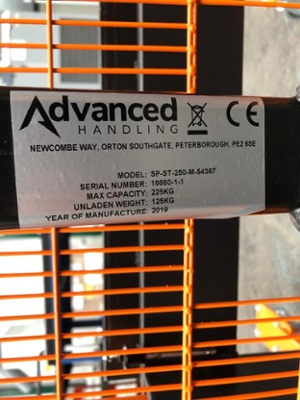 Advanced
HANDLING
CE
NEWCOMBE WAY, ORTON SOUTHGATE, PETERBOROUGH, PE2 6SE
MODEL: SP-ST-250-M-S4367
SERIAL NUMBER: 16660-1-1
MAX CAPACITY: 225KG
UNLADEN WEIGHT: 125KG
YEAR OF MANUFACTURE: 2019